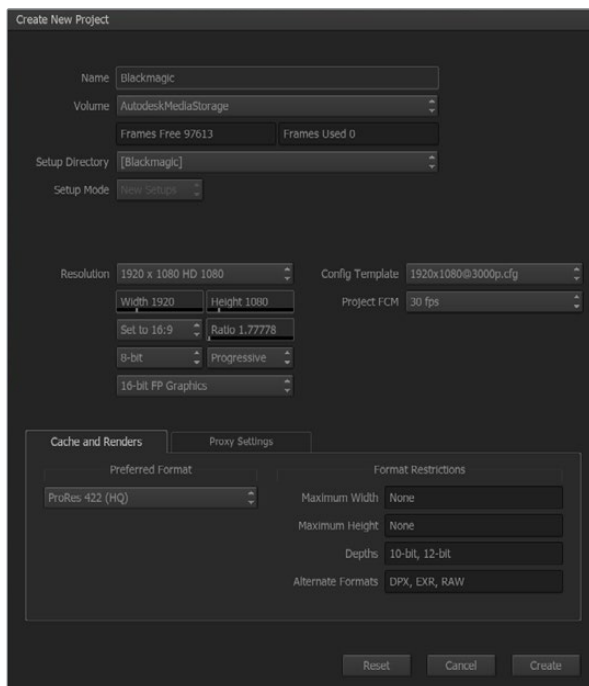 Create New Project
Name Blackmagic
Volume AutodeskMediaStorage
Frames Free 97613 Frames Used 0
Setup Directory [Blackmagic]
Setup Mode New Setups
Resolution 1920 x 1080 HD 1080 Config Template 1920x1080@3000p.cfg
Width 1920 Height 1080 Project FCM 30 fps
Set to 16:9 Ratio 1.77778
8-bit Progressive
16-bit FP Graphics
Cache and Renders Proxy Settings
Preferred Format Format Restrictions
ProRes 422 (HQ) Maximum Width None
Maximum Height None
Depths 10-bit, 12-bit
Alternate Formats DPX, EXR, RAW
Reset Cancel Create